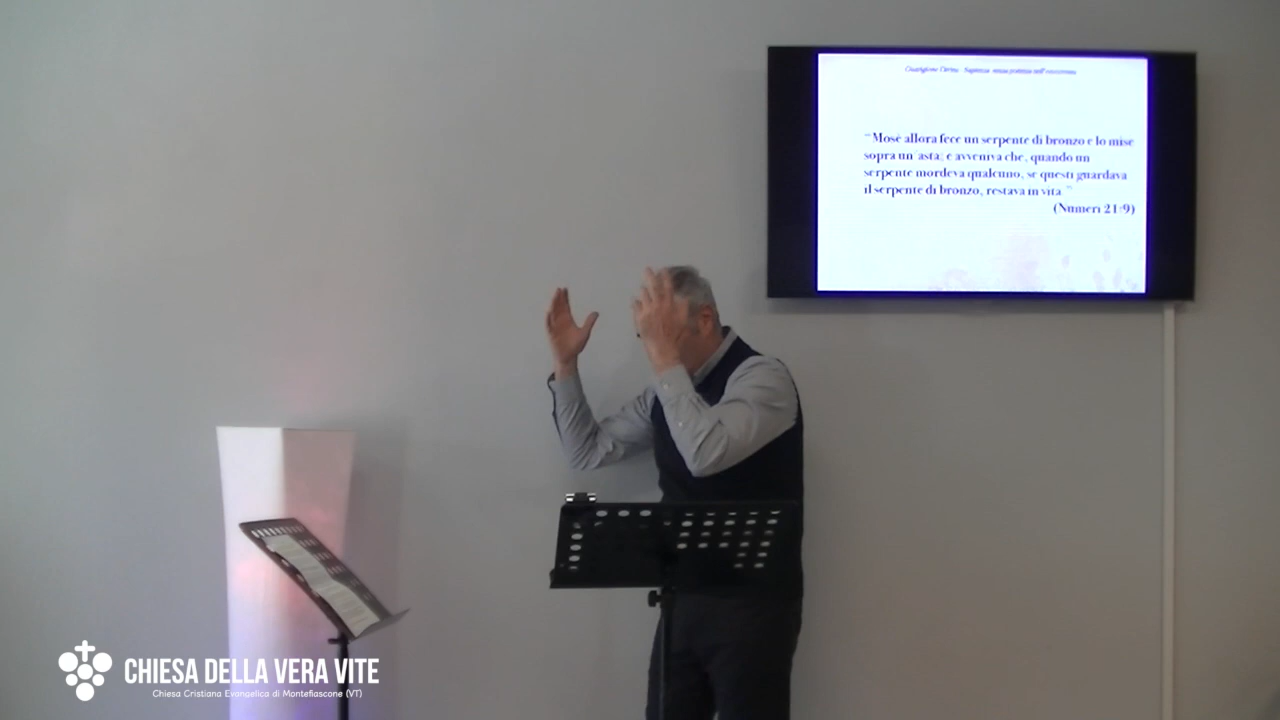 "Mosè allora fece un serpente di bronzo e lo mise
sopra un'asta; e avveniva che, quando un
serpente mordeva qualcuno, se questi guardava
il serpente di bronzo, restava in vita."
(Numeri 21:9)
CHIESA DELLA VERA VITE
Chiesa Cristiana Evangelica di Montefiascone (VT)